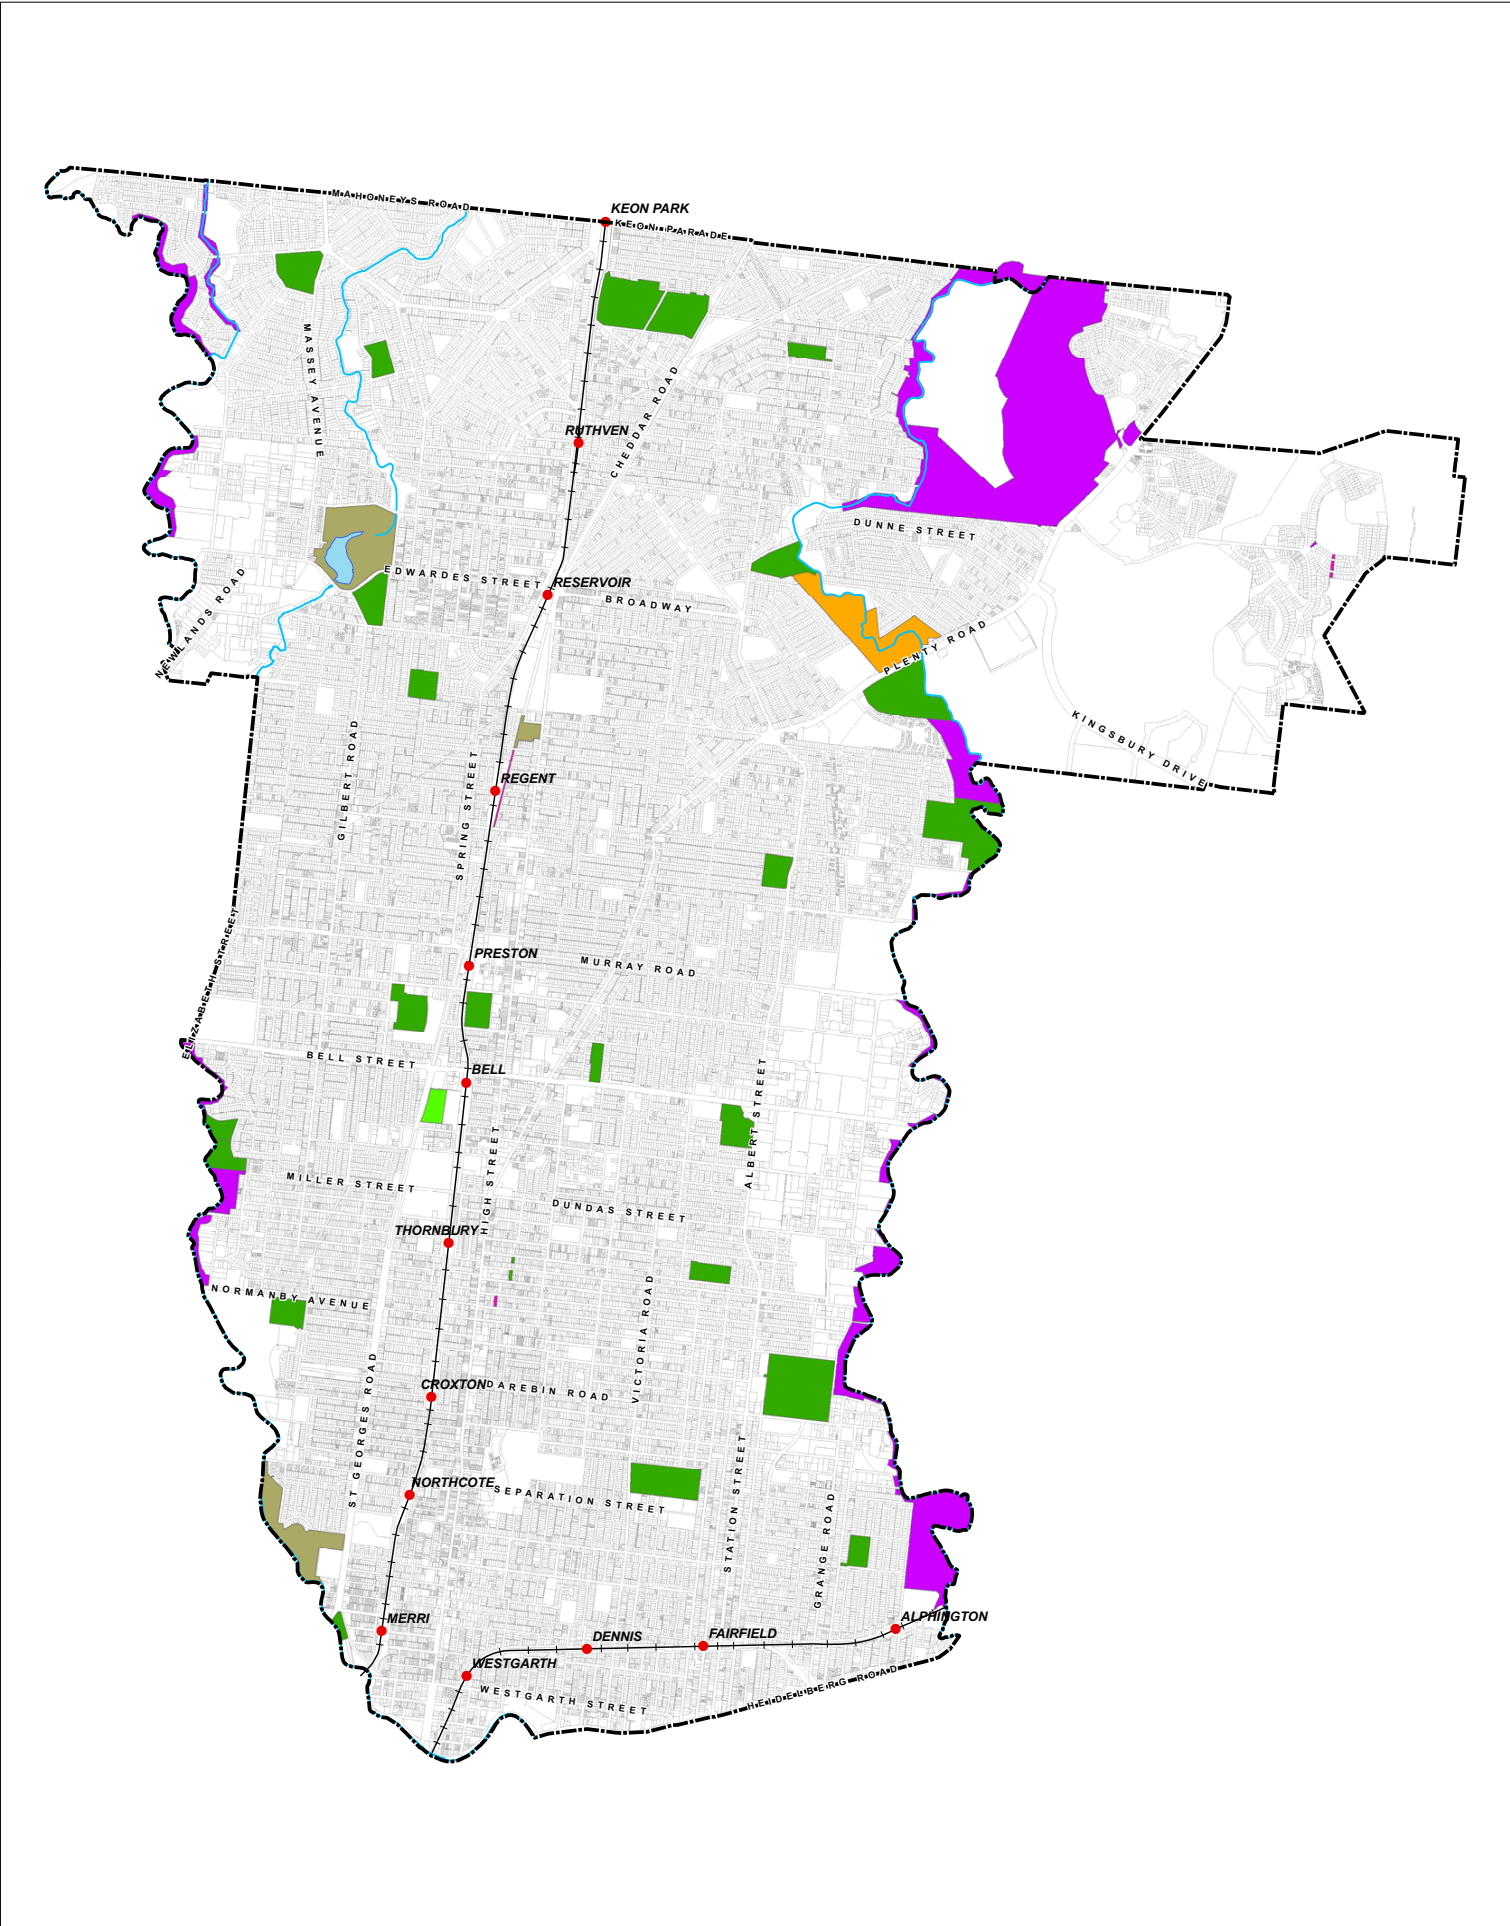 MAHONEYS ROAD
KEON PARK
KEON PARADE
MASSEY AVENUE
CHEDDAR ROAD
RUTHVEN
DUNNE STREET
EDWARDES STREET
RESERVOIR
BROADWAY
NEWLANDS ROAD
PLENTY ROAD
KINGSBURY DRIVE
GILBERT ROAD
SPRING STREET
REGENT
ELIZABETH STREET
PRESTON
MURRAY ROAD
BELL STREET
BELL
ALBERT STREET
HIGH STREET
MILLER STREET
DUNDAS STREET
THORNBURY
NORMANBY AVENUE
VICTORIA ROAD
ST GEORGES ROAD
CROXTON
DAREBIN ROAD
NORTHCOTE
SEPARATION STREET
STATION STREET
GRANGE ROAD
MERRI
DENNIS
FAIRFIELD
ALPHINGTON
WESTGARTH
WESTGARTH STREET
HEIDELBERG ROAD